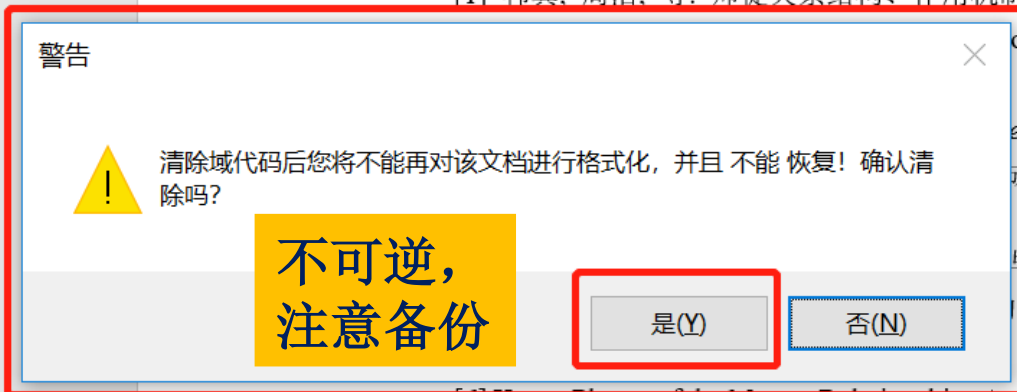 警告
清除域代码后您将不能再对该文档进行格式化，并且 不能 恢复！确认清
除吗？
不可逆，
注意备份
是(Y)
否(N)